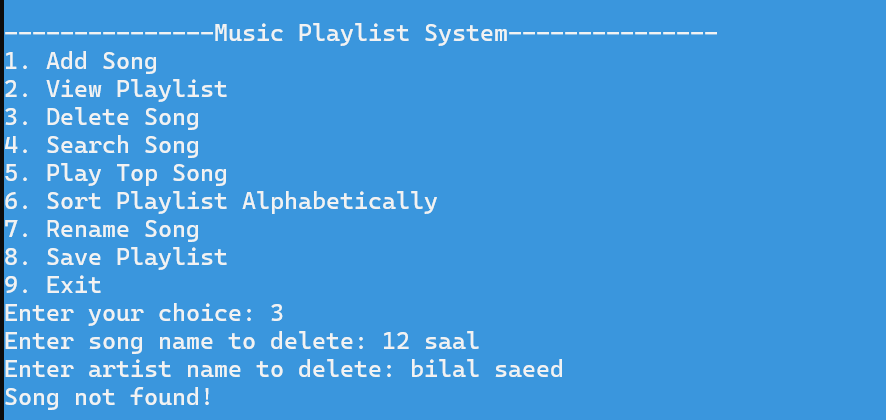 ---------------Music Playlist System---------------
1. Add Song
2. View Playlist
3. Delete Song
4. Search Song
5. Play Top Song
6. Sort Playlist Alphabetically
7. Rename Song
8. Save Playlist
9. Exit
Enter your choice: 3
Enter song name to delete: 12 saal
Enter artist name to delete: bilal saeed
Song not found!